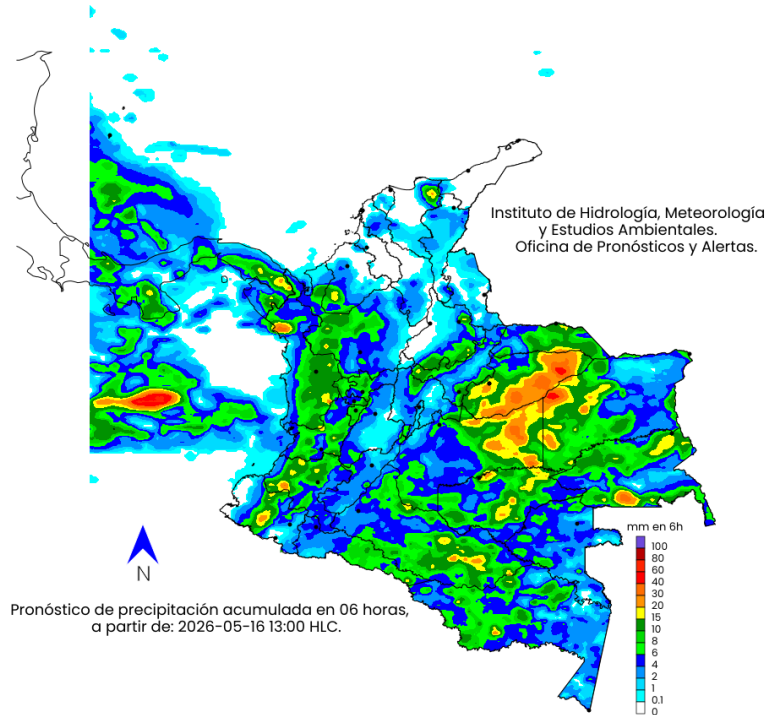 Instituto de Hidrología, Meteorología
y Estudios Ambientales.
Oficina de Pronósticos y Alertas.
mm en 6h
100
80
60
40
30
20
15
10
8
6
4
2
1
0.1
0
N
Pronóstico de precipitación acumulada en 06 horas,
a partir de: 2026-05-16 13:00 HLC.